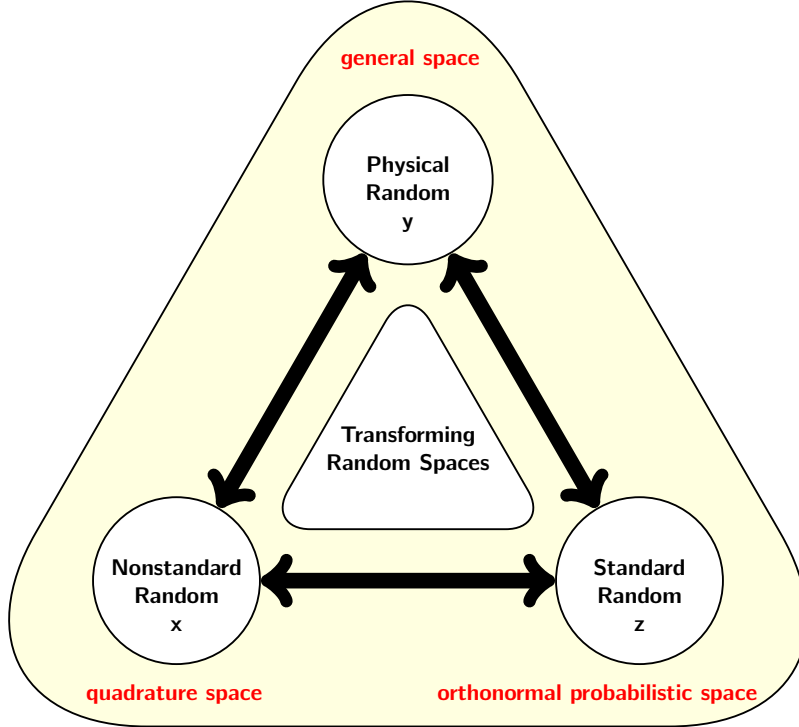 general space
Physical
Random
y
Transforming
Random Spaces
Nonstandard
Random
x
Standard
Random
z
quadrature space
orthonormal probabilistic space